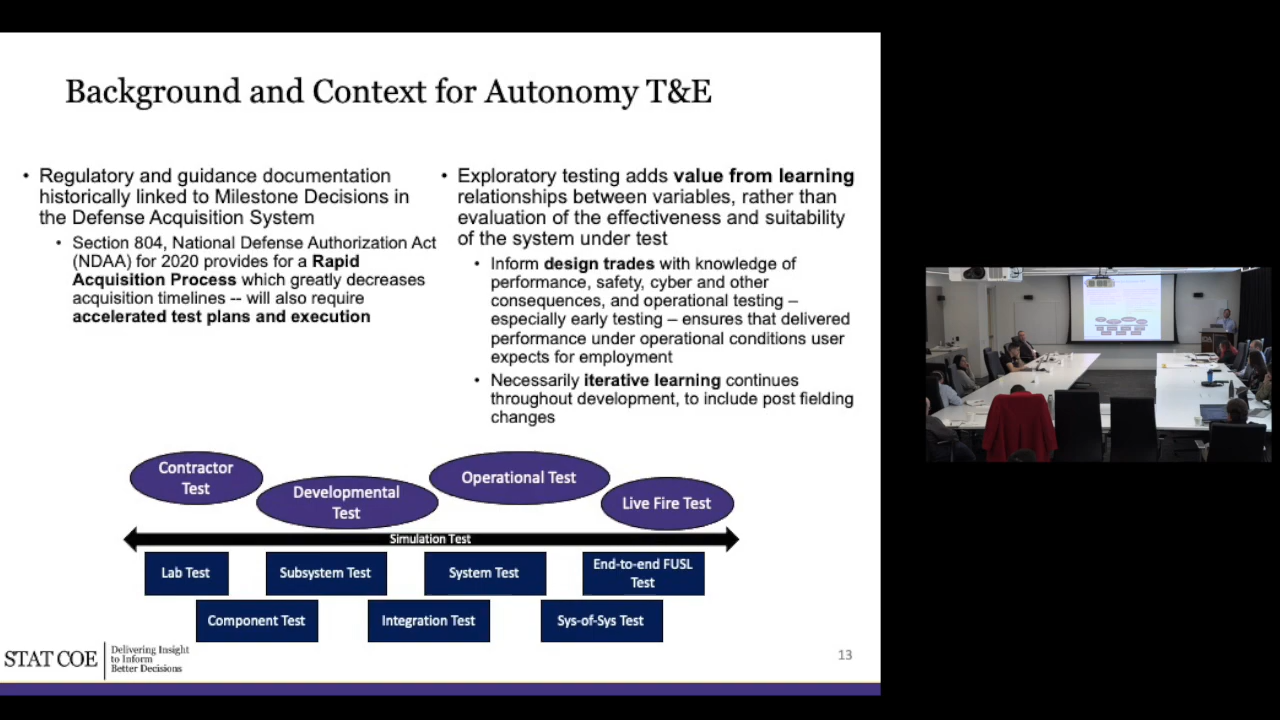 Background and Context for Autonomy T&E
• Regulatory and guidance documentation
historically linked to Milestone Decisions in
the Defense Acquisition System
• Section 804, National Defense Authorization Act
(NDAA) for 2020 provides for a Rapid
Acquisition Process which greatly decreases
acquisition timelines -- will also require
accelerated test plans and execution
• Exploratory testing adds value from learning
relationships between variables, rather than
evaluation of the effectiveness and suitability
of the system under test
• Inform design trades with knowledge of
performance, safety, cyber and other
consequences, and operational testing –
especially early testing – ensures that delivered
performance under operational conditions user
expects for employment
• Necessarily iterative learning continues
throughout development, to include post fielding
changes
Contractor
Test
Developmental
Test
Operational Test
Live Fire Test
Simulation Test
Lab Test
Subsystem Test
System Test
End-to-end FUSL
Test
Component Test
Integration Test
Sys-of-Sys Test
STAT COE
Delivering Insight
to Inform
Better Decisions
13